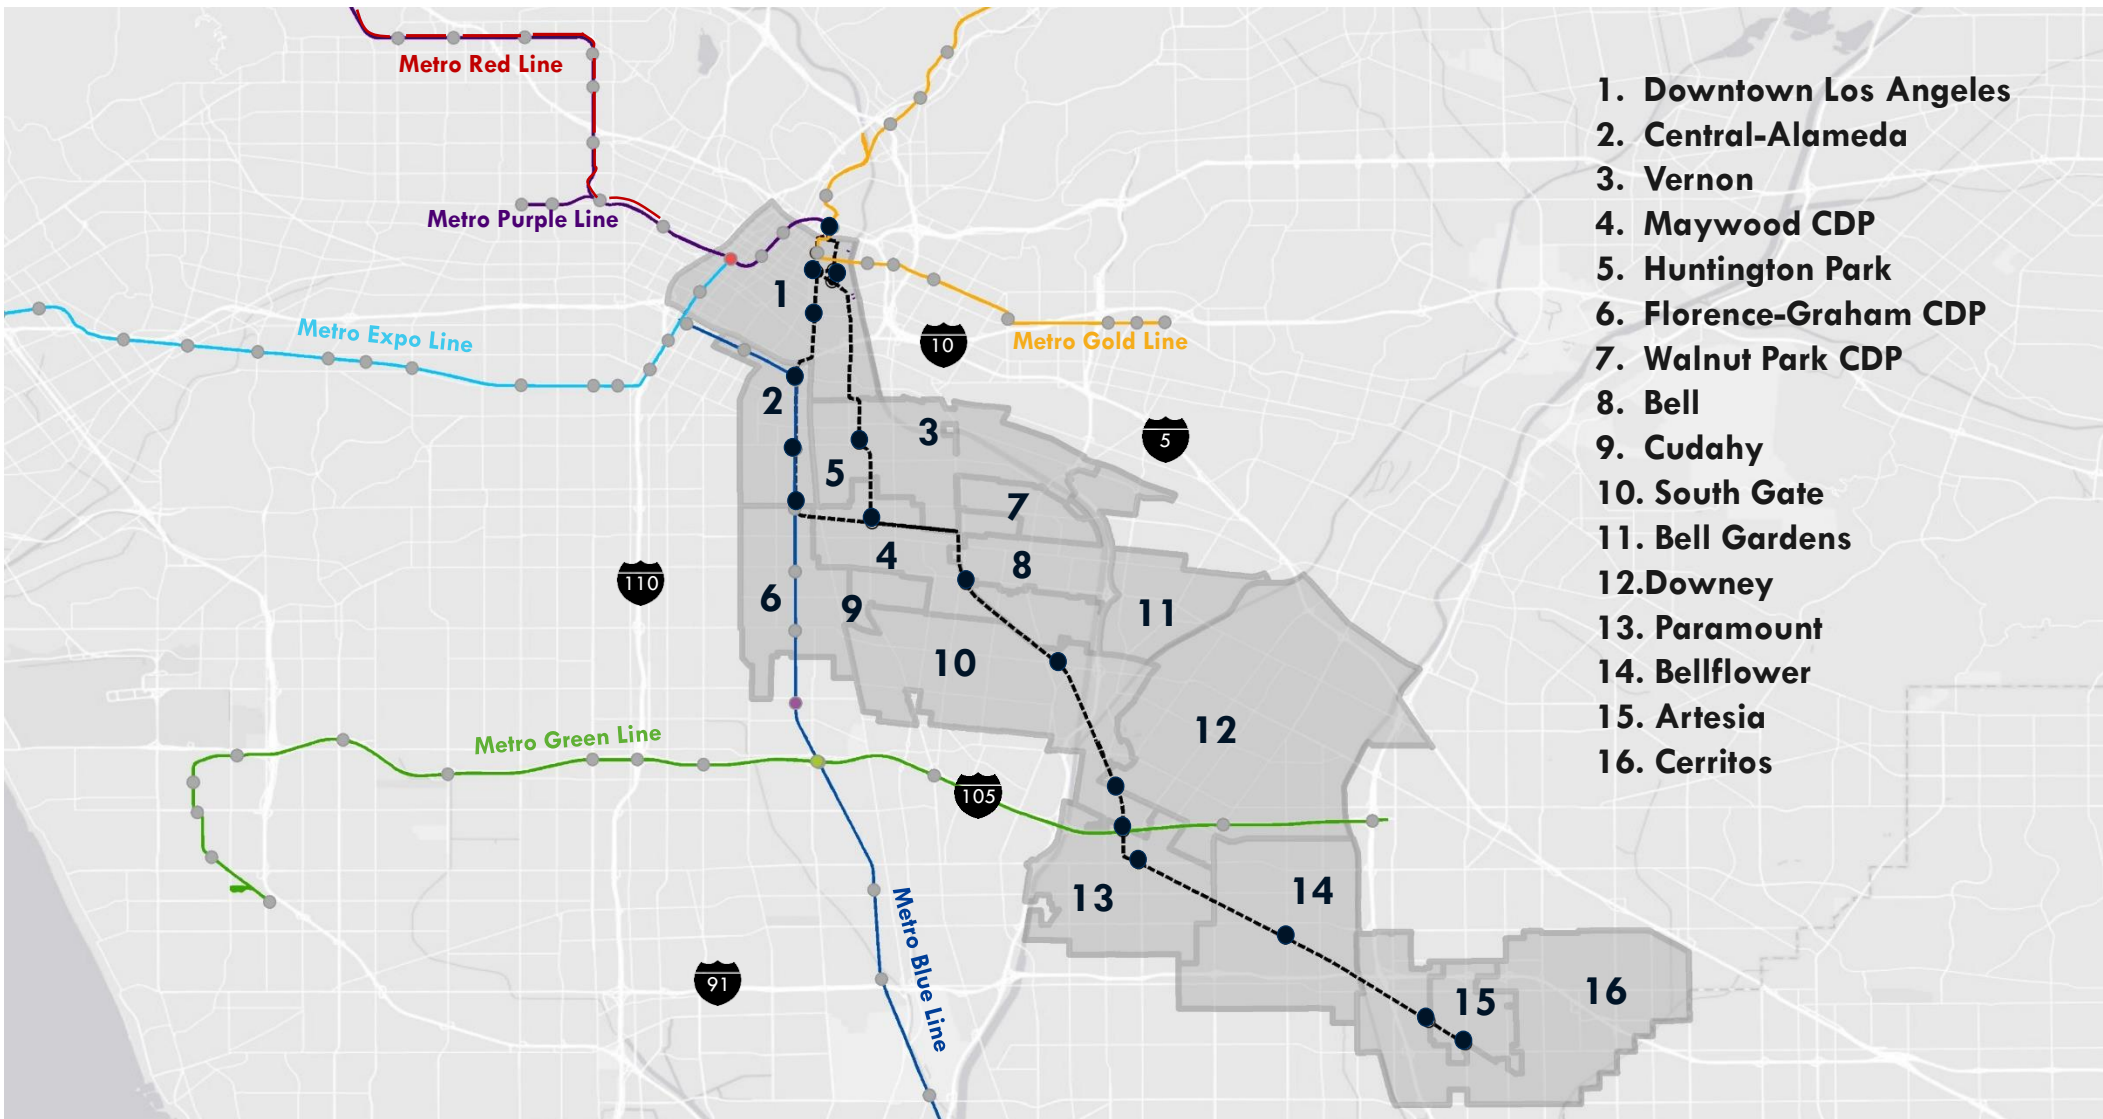 Metro Red Line
Metro Purple Line
Metro Expo Line
Metro Gold Line
Metro Green Line
Metro Blue Line
10
5
110
105
91
1
2
3
5
7
4
8
6
9
11
10
12
13
14
15
16
1. Downtown Los Angeles
2. Central-Alameda
3. Vernon
4. Maywood CDP
5. Huntington Park
6. Florence-Graham CDP
7. Walnut Park CDP
8. Bell
9. Cudahy
10. South Gate
11. Bell Gardens
12.Downey
13. Paramount
14. Bellflower
15. Artesia
16. Cerritos